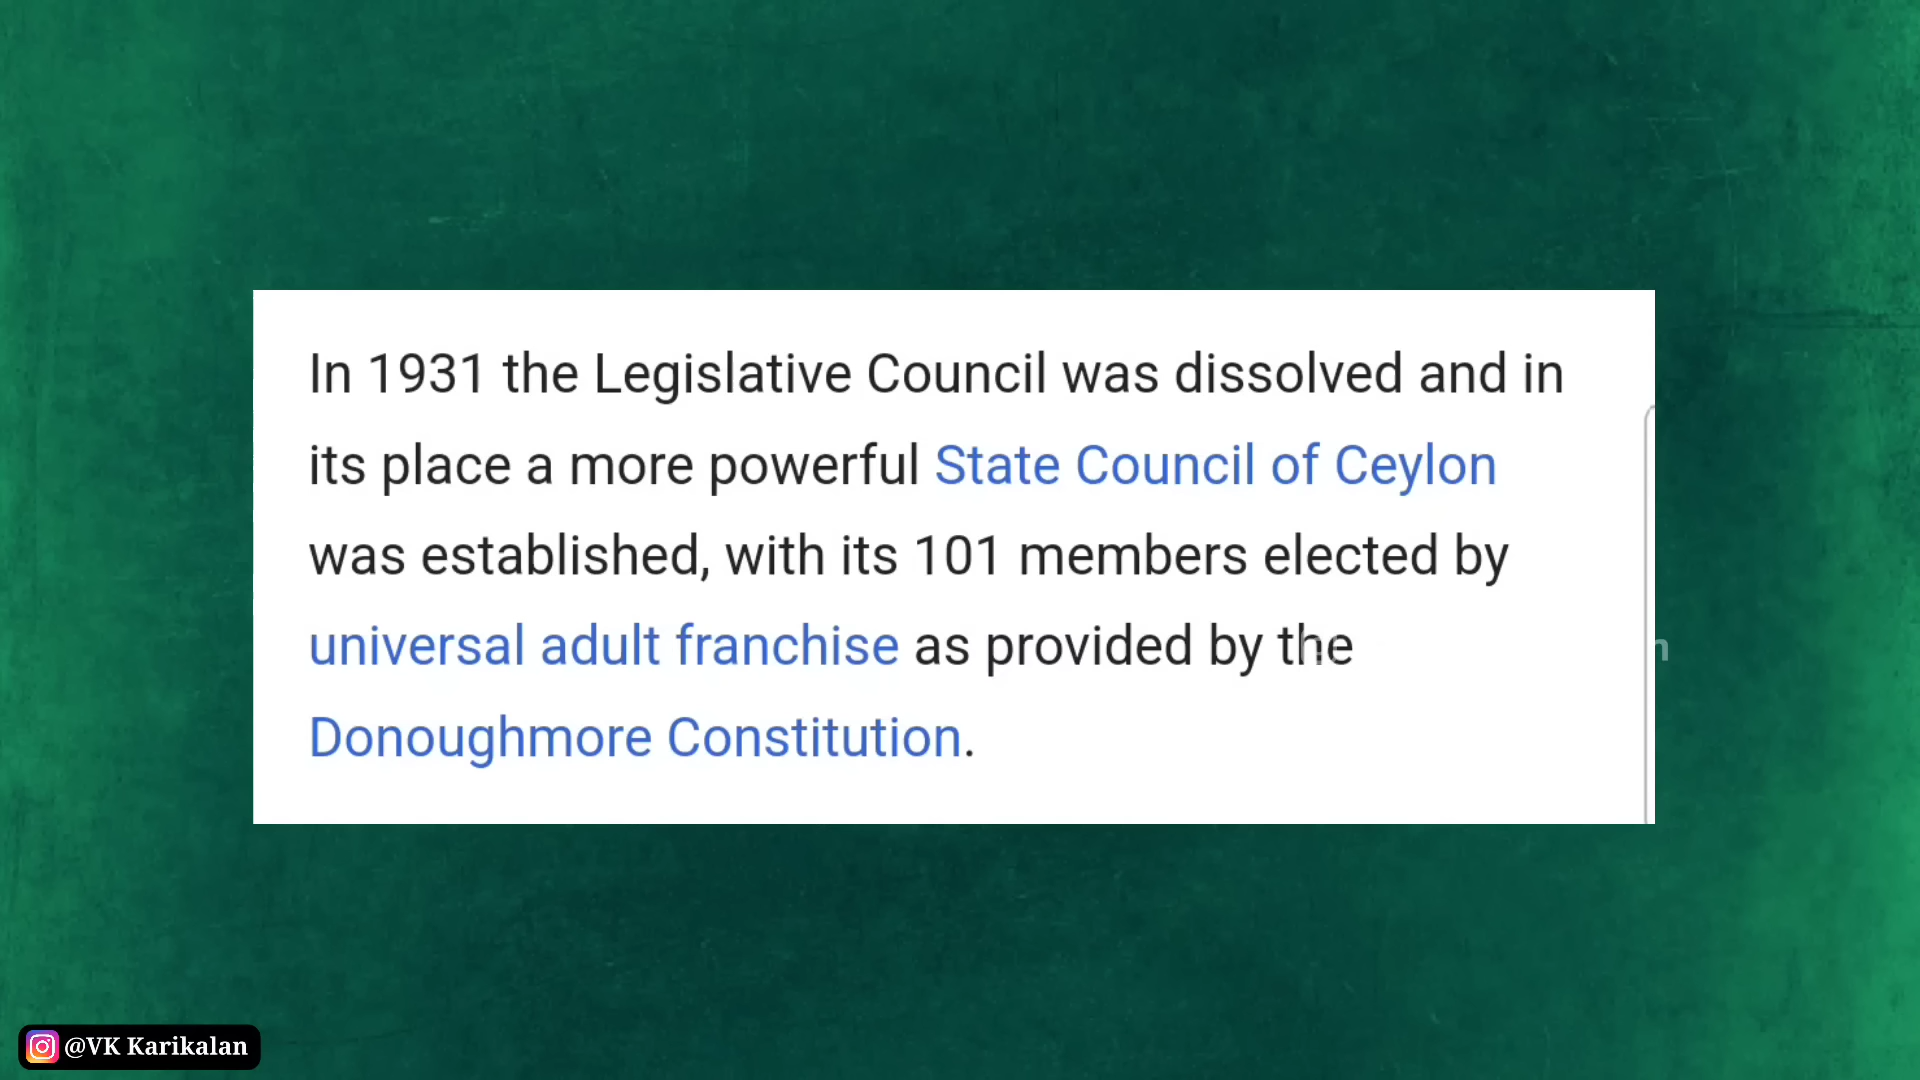 In 1931 the Legislative Council was dissolved and in
its place a more powerful State Council of Ceylon
was established, with its 101 members elected by
universal adult franchise as provided by the
Donoughmore Constitution.
@VK Karikalan